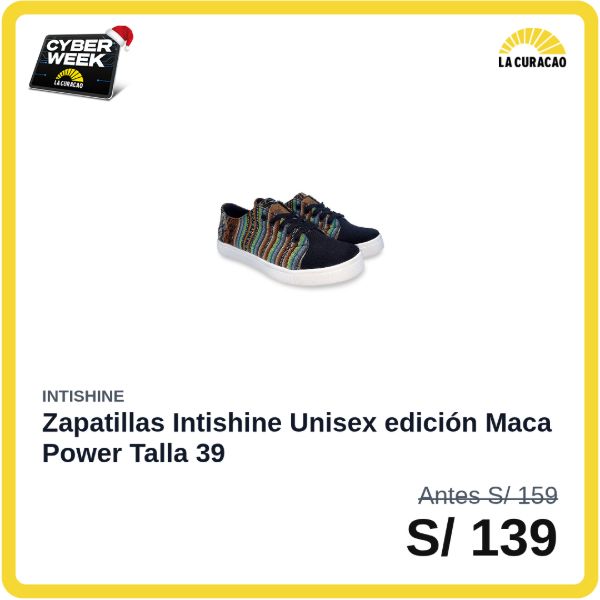 CYBER
WEEK
LA CURACAO
LA CURACAO
INTISHINE
Zapatillas Intishine Unisex edición Maca
Power Talla 39
Antes S/ 159
S/ 139